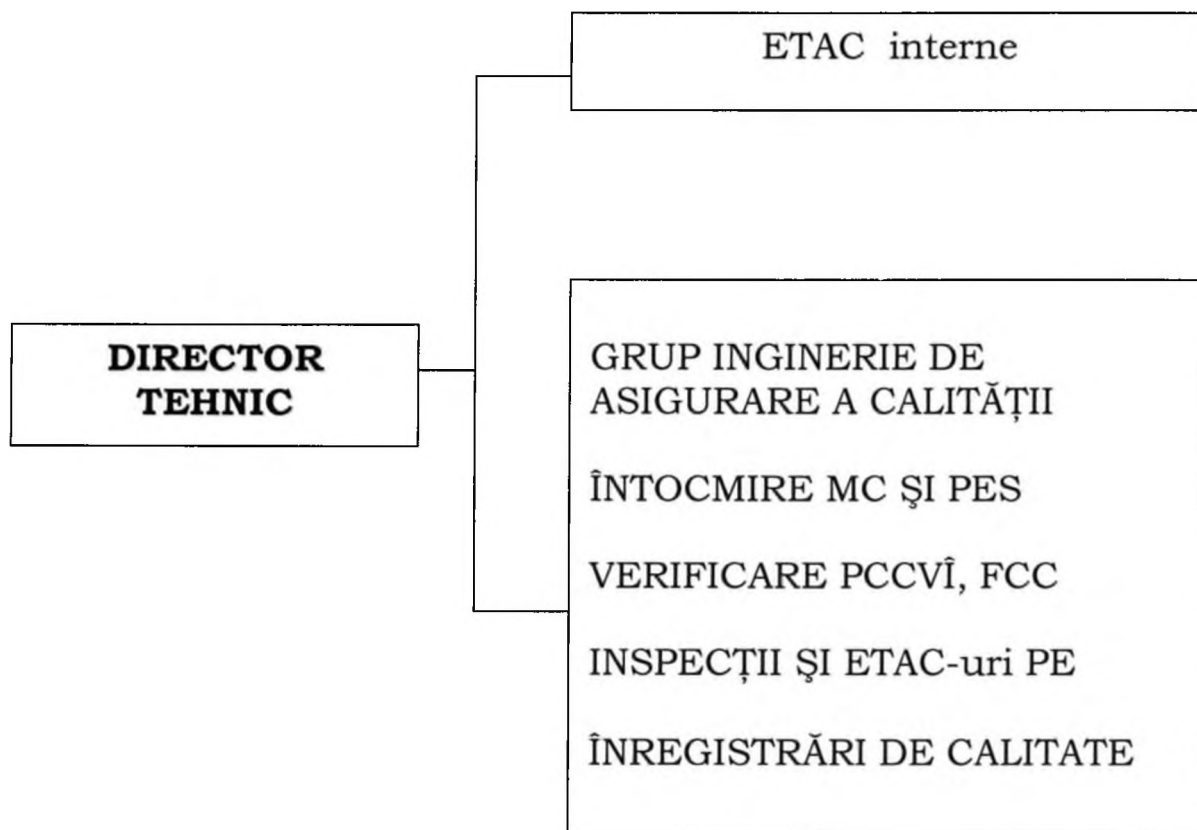 ETAC interne
DIRECTOR
TEHNIC
GRUP INGINERIE DE
ASIGURARE A CALITĂȚII
ÎNTOCMIRE MC ŞI PES
VERIFICARE PCCVÎ, FCC
INSPECȚII ŞI ETAC-uri PE
ÎNREGISTRĂRI DE CALITATE